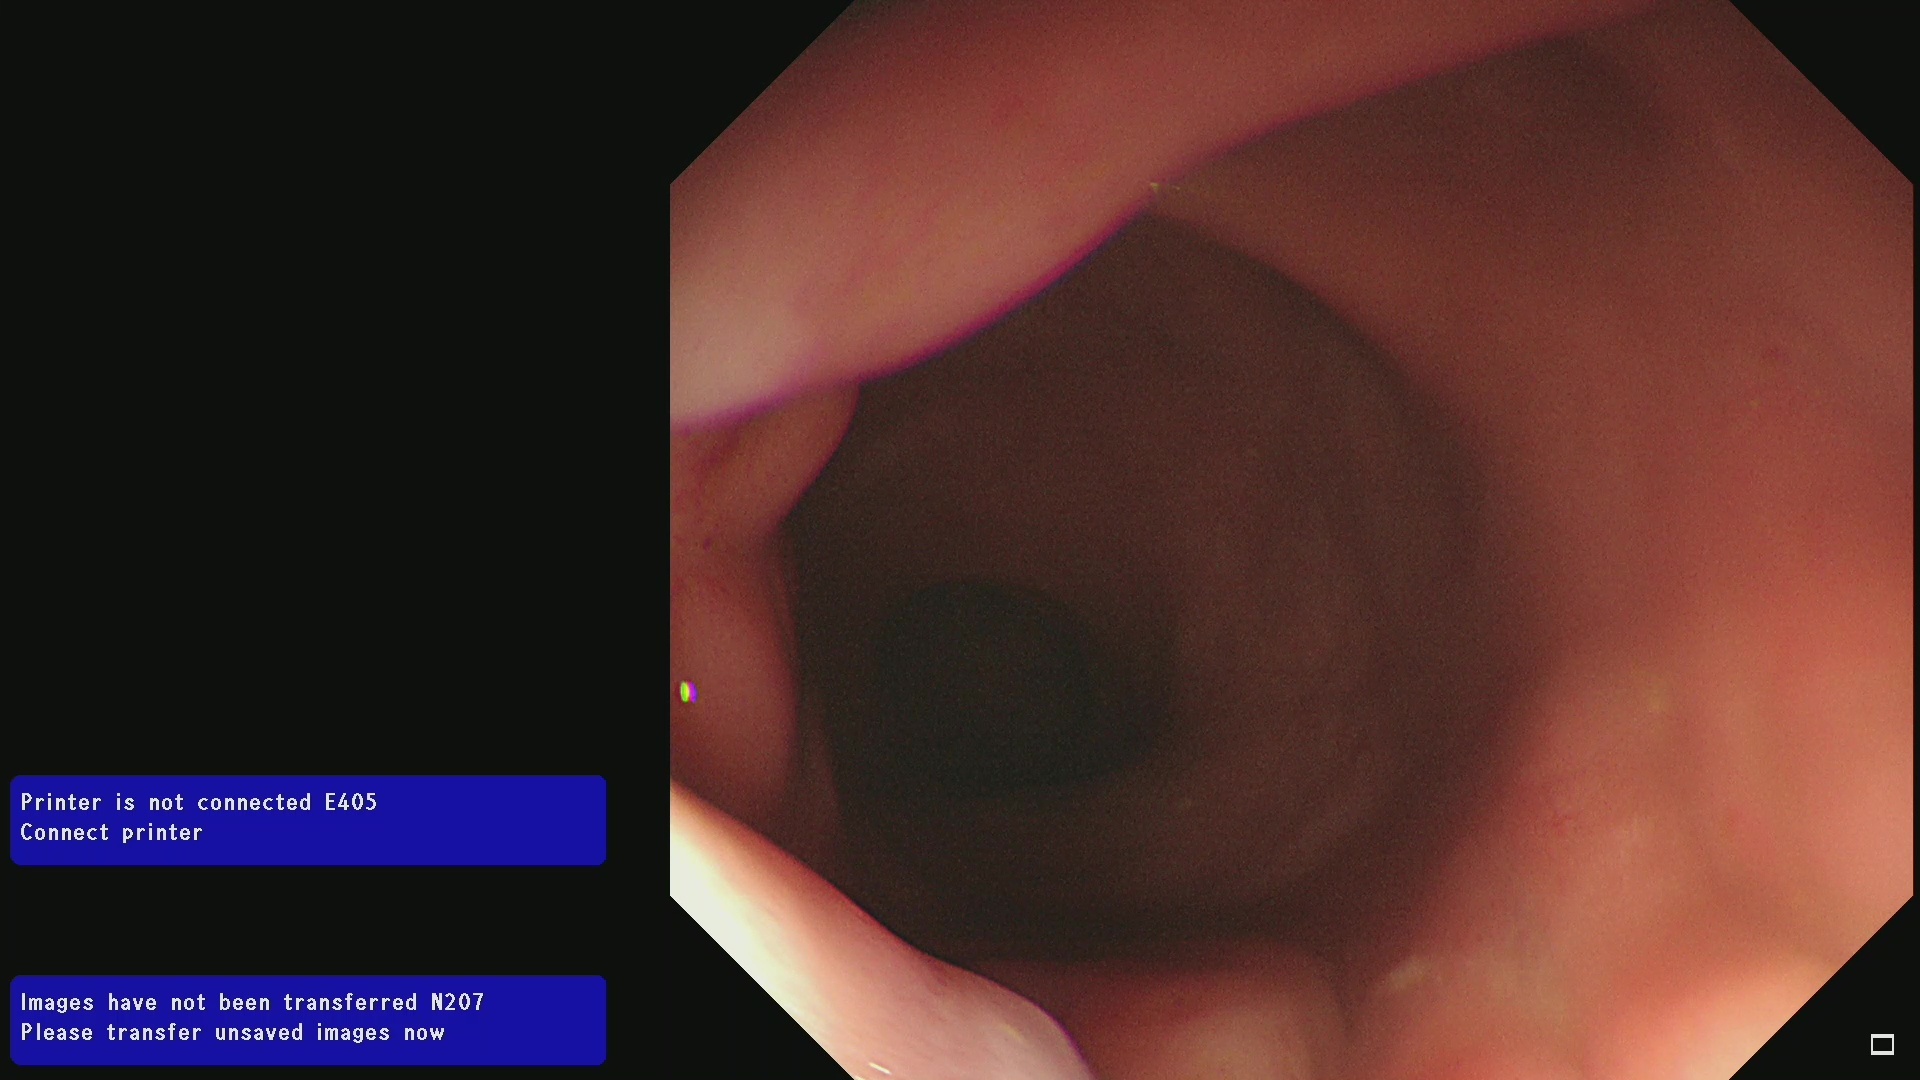 Printer is not connected E405
Connect printer
Images have not been transferred N207
Please transfer unsaved images now